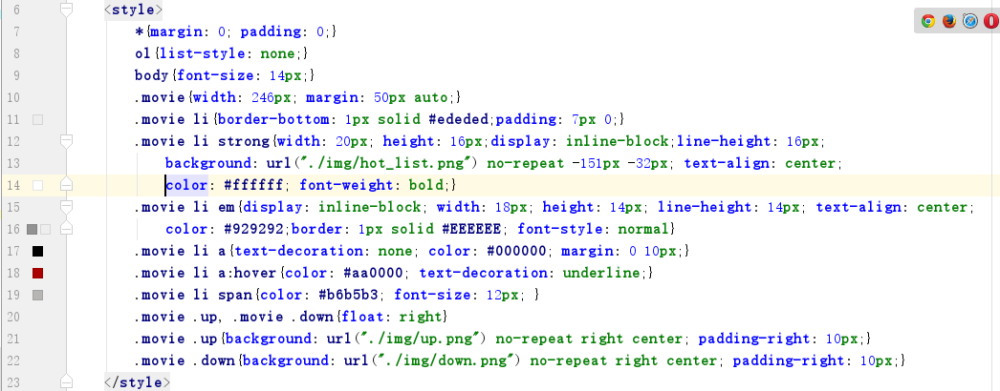 6 <style>
7 *{margin: 0; padding: 0;}
8 ol{list-style: none;}
9 body{font-size: 14px;}
10 .movie{width: 246px; margin: 50px auto;}
11 .movie li{border-bottom: 1px solid #ededed;padding: 7px 0;}
12 .movie li strong{width: 20px; height: 16px;display: inline-block;line-height: 16px;
13 background: url("./img/hot_list.png") no-repeat -151px -32px; text-align: center;
14 color: #ffffff; font-weight: bold;}
15 .movie li em{display: inline-block; width: 18px; height: 14px; line-height: 14px; text-align: center;
16 color: #929292;border: 1px solid #EEEEEE; font-style: normal}
17 .movie li a{text-decoration: none; color: #000000; margin: 0 10px;}
18 .movie li a:hover{color: #aa0000; text-decoration: underline;}
19 .movie li span{color: #b6b5b3; font-size: 12px; }
20 .movie .up, .movie .down{float: right}
21 .movie .up{background: url("./img/up.png") no-repeat right center; padding-right: 10px;}
22 .movie .down{background: url("./img/down.png") no-repeat right center; padding-right: 10px;}
23 </style>